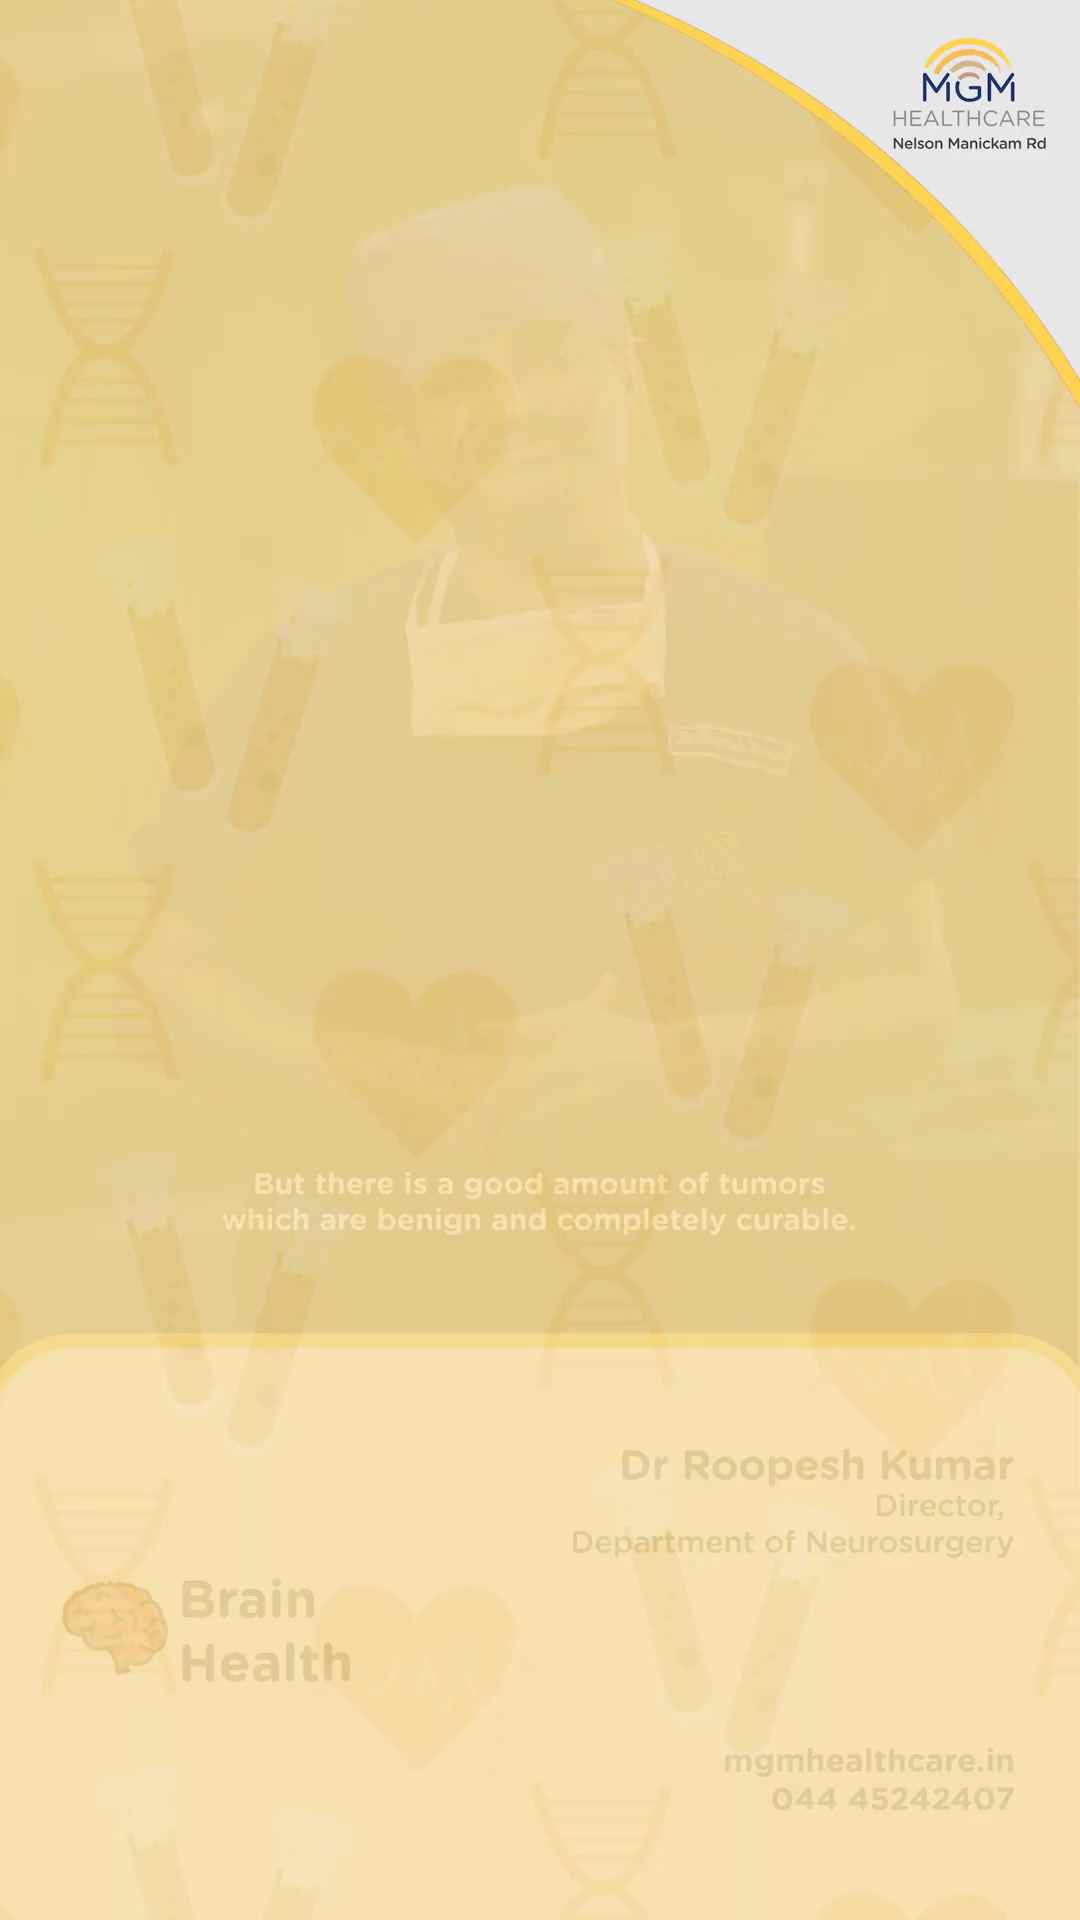 MGM
HEALTHCARE
Nelson Manickam Rd
But there is a good amount of tumors
which are benign and completely curable.
Dr Roopesh Kumar
Director,
Department of Neurosurgery
Brain
Health
mgmhealthcare.in
044 45242407